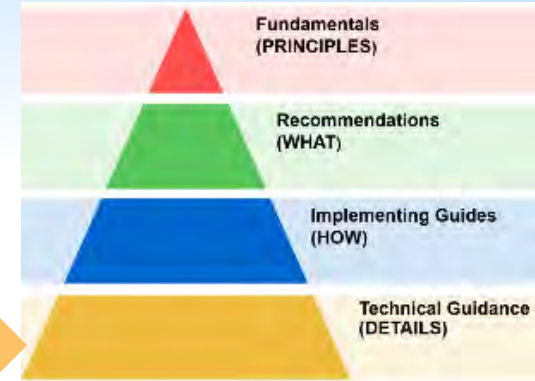 Fundamentals
(PRINCIPLES)
Recommendations
(WHAT)
Implementing Guides
(HOW)
Technical Guidance
(DETAILS)